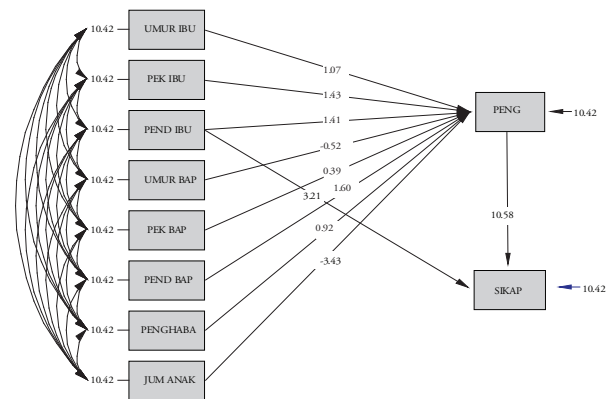 10.42 UMUR IBU
10.42 PEK IBU
10.42 PEND IBU
10.42 UMUR BAP
10.42 PEK BAP
10.42 PEND BAP
10.42 PENGHABA
10.42 JUM ANAK
1.07
1.43
1.41
-0.52
0.39
1.60
3.21
0.92
-3.43
PENG 10.42
10.58
SIKAP 10.42